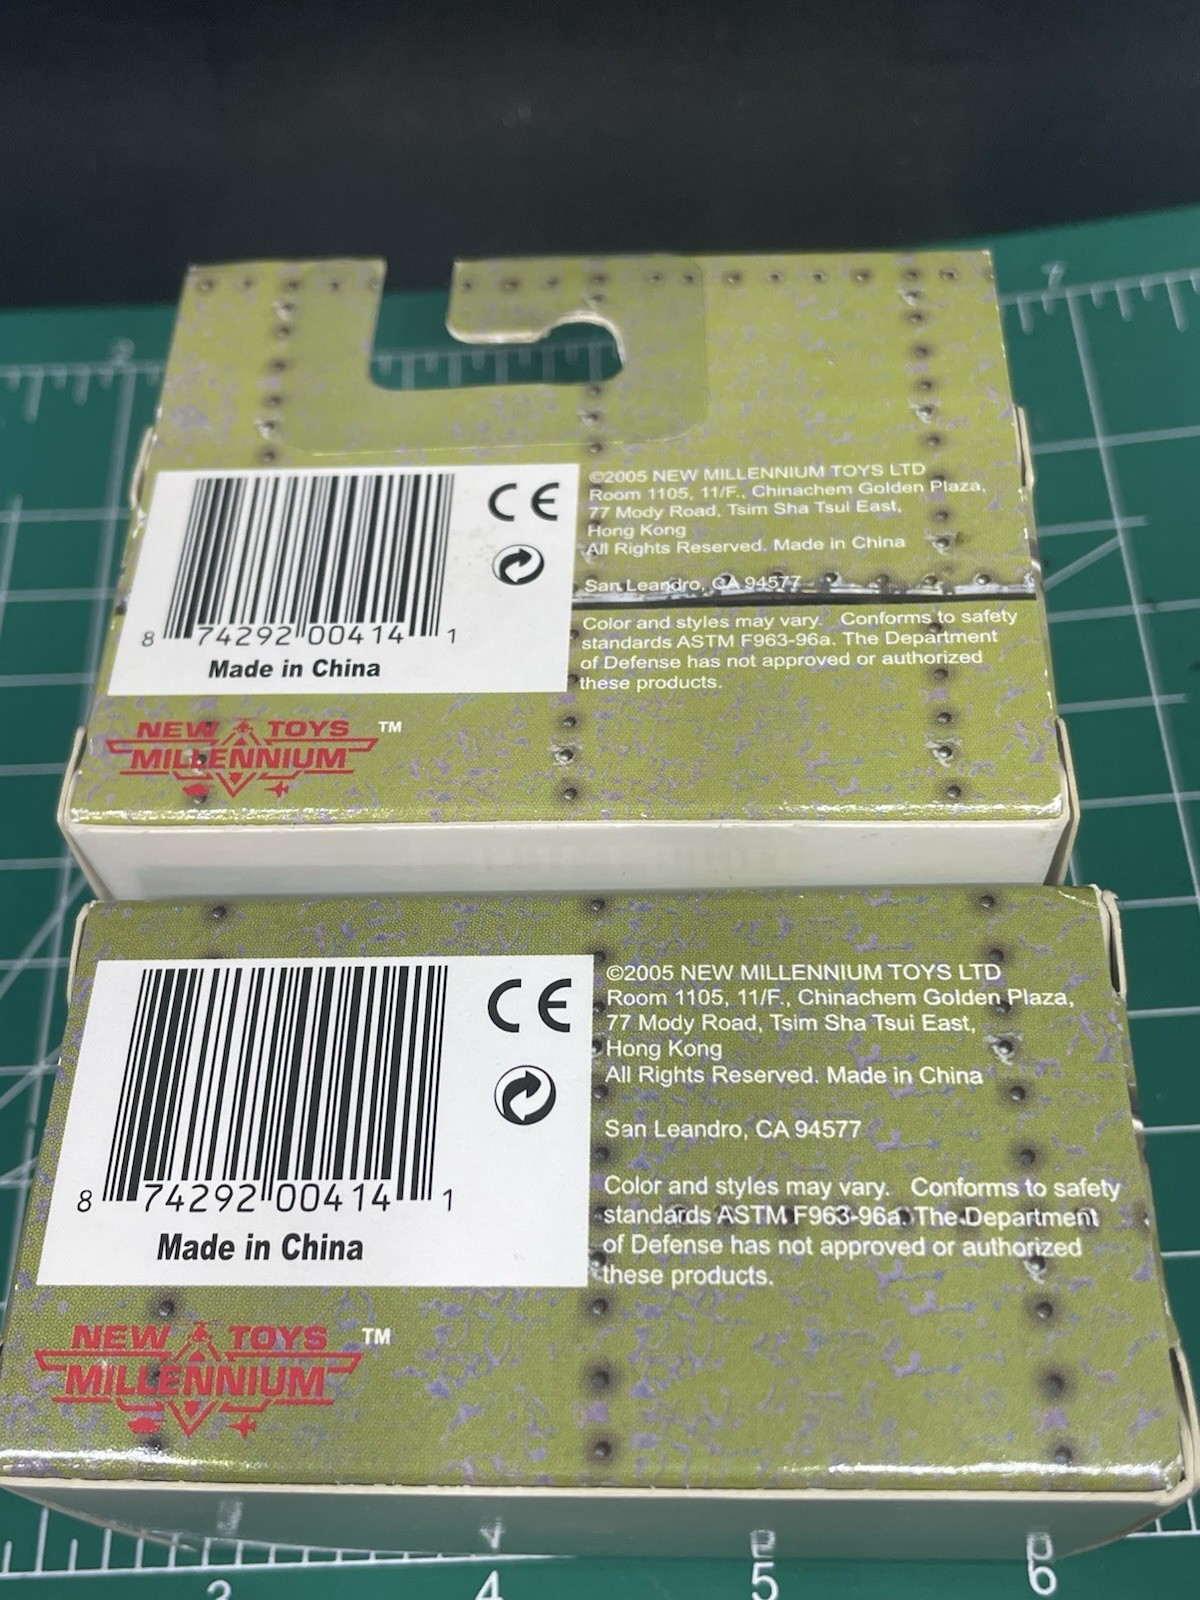 7
2
CE
©2005 NEW MILLENNIUM TOYS LTD
Room 1105, 11/F., Chinachem Golden Plaza,
77 Mody Road, Tsim Sha Tsui East,
Hong Kong
All Rights Reserved. Made in China
San Leandro, CA 94577
8 74292 00414 1
Made in China
Color and styles may vary. Conforms to safety
standards ASTM F963-96a. The Department
of Defense has not approved or authorized
these products.
NEW TOYS ™
MILLENNIUM
CE
©2005 NEW MILLENNIUM TOYS LTD
Room 1105, 11/F., Chinachem Golden Plaza,
77 Mody Road, Tsim Sha Tsui East,
Hong Kong
All Rights Reserved. Made in China
San Leandro, CA 94577
8 74292 00414 1
Made in China
Color and styles may vary. Conforms to safety
standards ASTM F963-96a. The Department
of Defense has not approved or authorized
these products.
NEW TOYS ™
MILLENNIUM
3 4 5 6